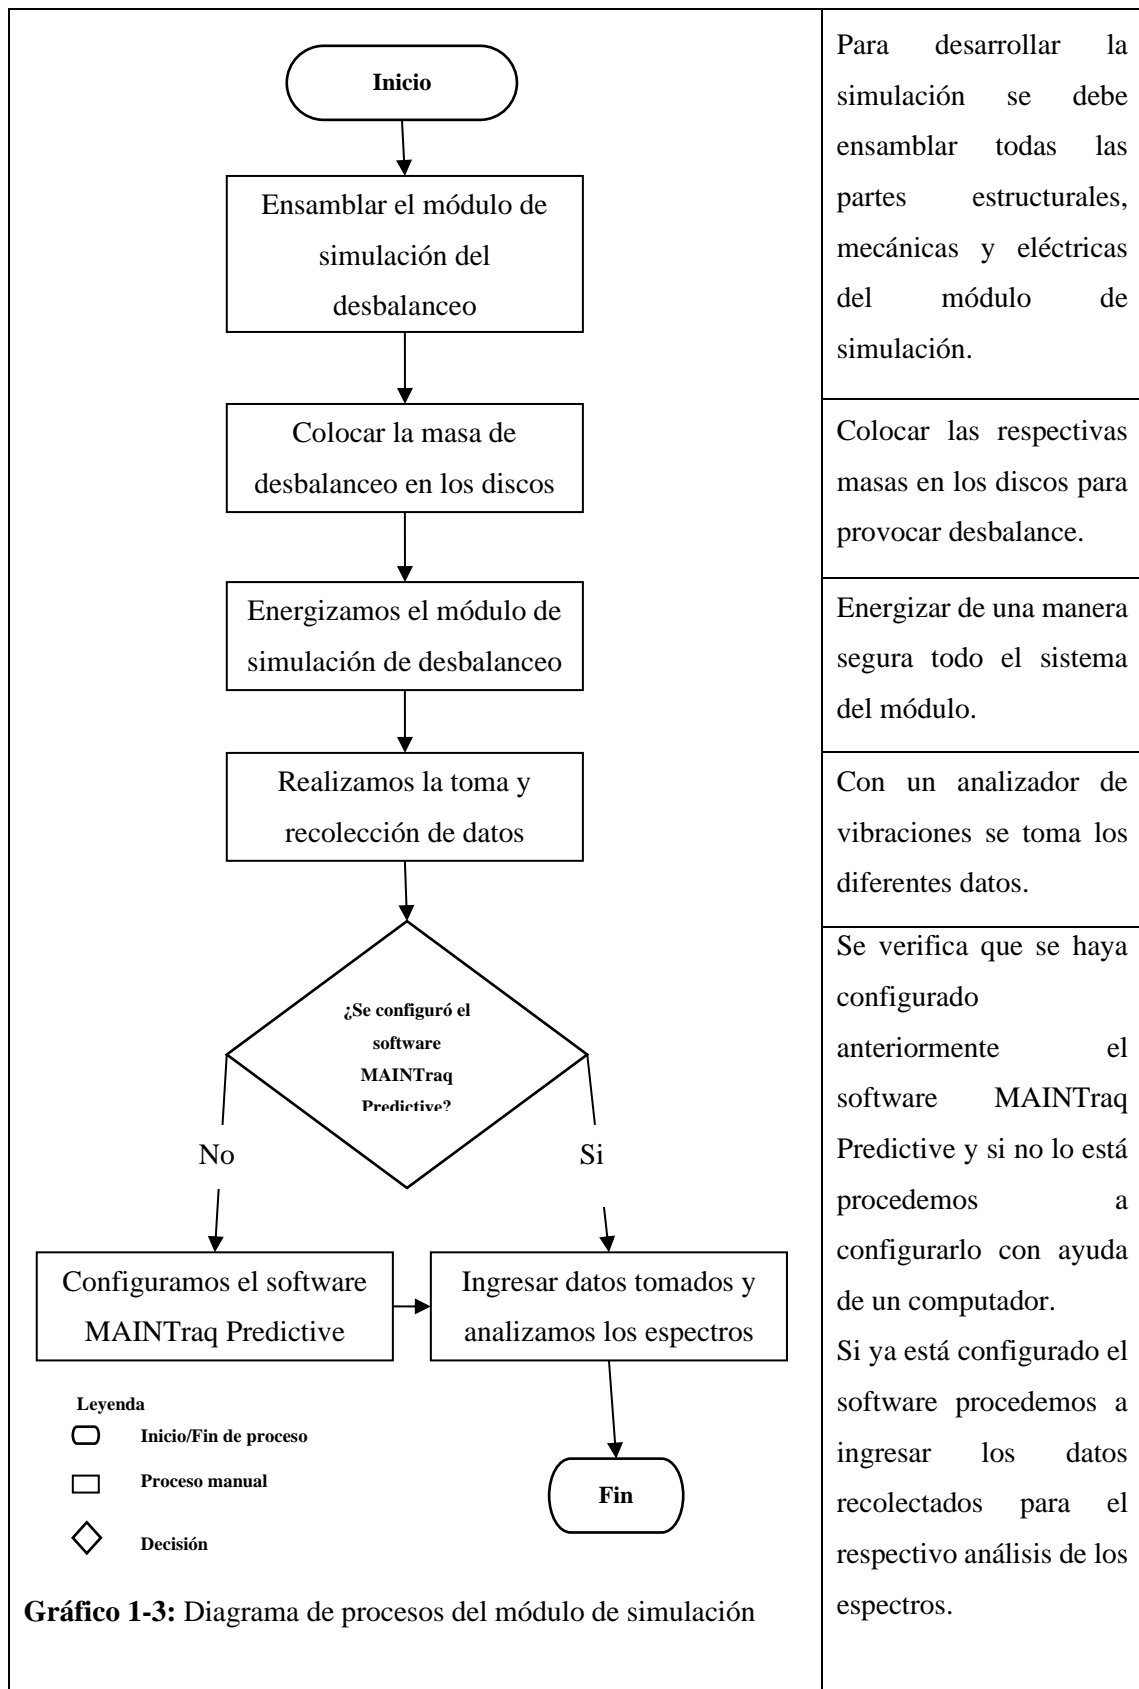 Inicio
Ensamblar el módulo de
simulación del
desbalanceo
Colocar la masa de
desbalanceo en los discos
Energizamos el módulo de
simulación de desbalanceo
Realizamos la toma y
recolección de datos
¿Se configuró el
software
MAINTraq
Predictive?
No
Si
Configuramos el software
MAINTraq Predictive
Ingresar datos tomados y
analizamos los espectros
Leyenda
Inicio/Fin de proceso
Proceso manual
Decisión
Fin
Gráfico 1-3: Diagrama de procesos del módulo de simulación
Para desarrollar la
simulación se debe
ensamblar todas las
partes estructurales,
mecánicas y eléctricas
del módulo de
simulación.
Colocar las respectivas
masas en los discos para
provocar desbalance.
Energizar de una manera
segura todo el sistema
del módulo.
Con un analizador de
vibraciones se toma los
diferentes datos.
Se verifica que se haya
configurado
anteriormente el
software MAINTraq
Predictive y si no lo está
procedemos a
configurarlo con ayuda
de un computador.
Si ya está configurado el
software procedemos a
ingresar los datos
recolectados para el
respectivo análisis de los
espectros.